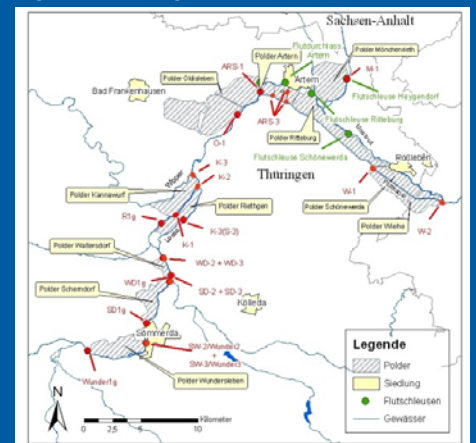 Sachsen-Anhalt
Polder Artern
Flutdurchlass
Artern
Polder Mönchenrieth
Polder Oldisleben
ARS-1
Artern
M-1
Bad Frankenhausen
Flutschleuse Heygendorf
ARS-3
Polder Ritteburg
Flutschleuse Ritteburg
O-1
Unstrut
Flutschleuse Schönewerda
Roßleben
K-3
Thüringen
K-2
Wipper
Polder Kannawurf
Polder Riethgen
W-1
Polder Schönewerda
Polder Wiehe
W-2
R1g
K-3(S-3)
K-1
Polder Waltersdorf
WD-2 + WD-3
WD1g
SD-2 + SD-3
Polder Scherndorf
Kölleda
SD1g
Sömmerda
SW-2/Wunder2
+
SW-3/Wunder3
Wunder1g
Polder Wundersleben
Legende
Polder
Siedlung
Flutschleusen
Gewässer
N
Kilometer
0 2,5 5 10